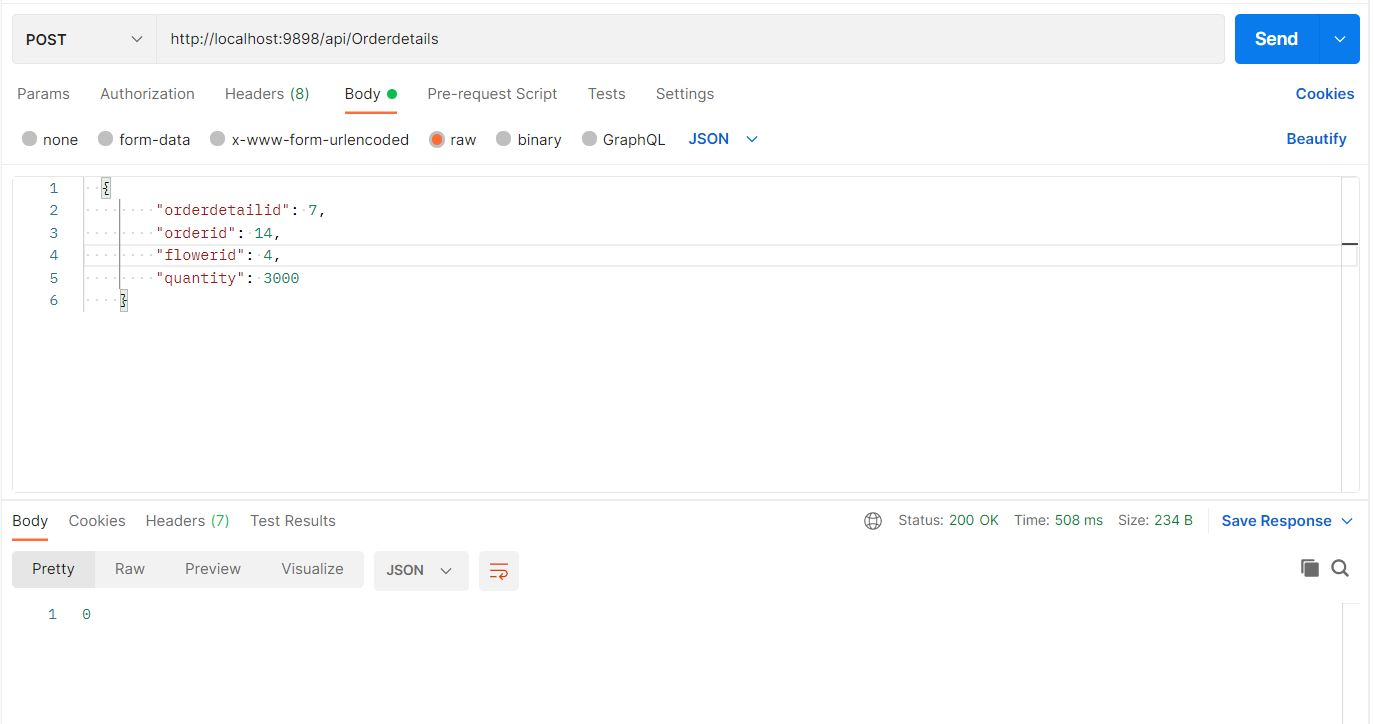 POST http://localhost:9898/api/Orderdetails Send
Params Authorization Headers (8) Body Pre-request Script Tests Settings Cookies
none form-data x-www-form-urlencoded raw binary GraphQL JSON Beautify
1 {
2 "orderdetailid": 7,
3 "orderid": 14,
4 "flowerid": 4,
5 "quantity": 3000
6 }
Body Cookies Headers (7) Test Results Status: 200 OK Time: 508 ms Size: 234 B Save Response
Pretty Raw Preview Visualize JSON
1 0